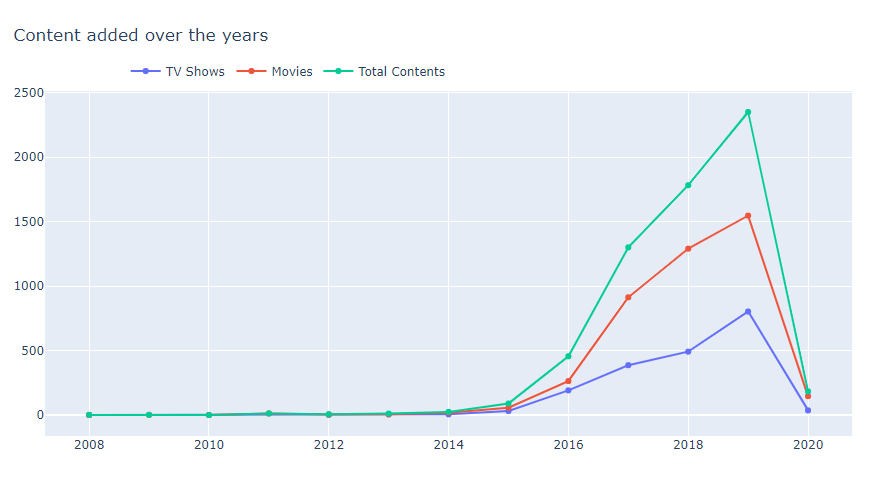 Content added over the years
TV Shows Movies Total Contents
2500
2000
1500
1000
500
0
2008 2010 2012 2014 2016 2018 2020